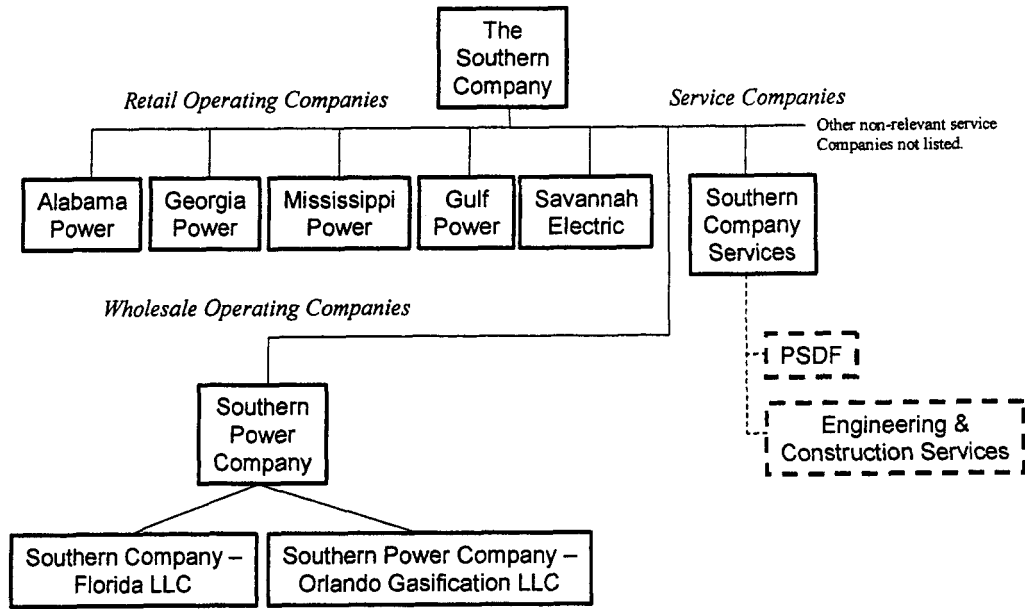 The
Southern
Company
Retail Operating Companies
Service Companies
Other non-relevant service
Companies not listed.
Alabama
Power
Georgia
Power
Mississippi
Power
Gulf
Power
Savannah
Electric
Southern
Company
Services
Wholesale Operating Companies
PSDF
Southern
Power
Company
Engineering &
Construction Services
Southern Company –
Florida LLC
Southern Power Company –
Orlando Gasification LLC